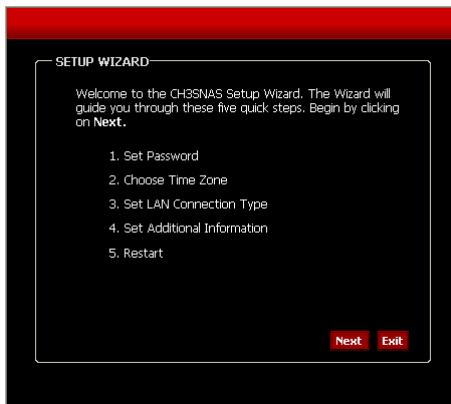 SETUP WIZARD
Welcome to the CH3SNAS Setup Wizard. The Wizard will
guide you through these five quick steps. Begin by clicking
on Next.
1. Set Password
2. Choose Time Zone
3. Set LAN Connection Type
4. Set Additional Information
5. Restart
Next Exit